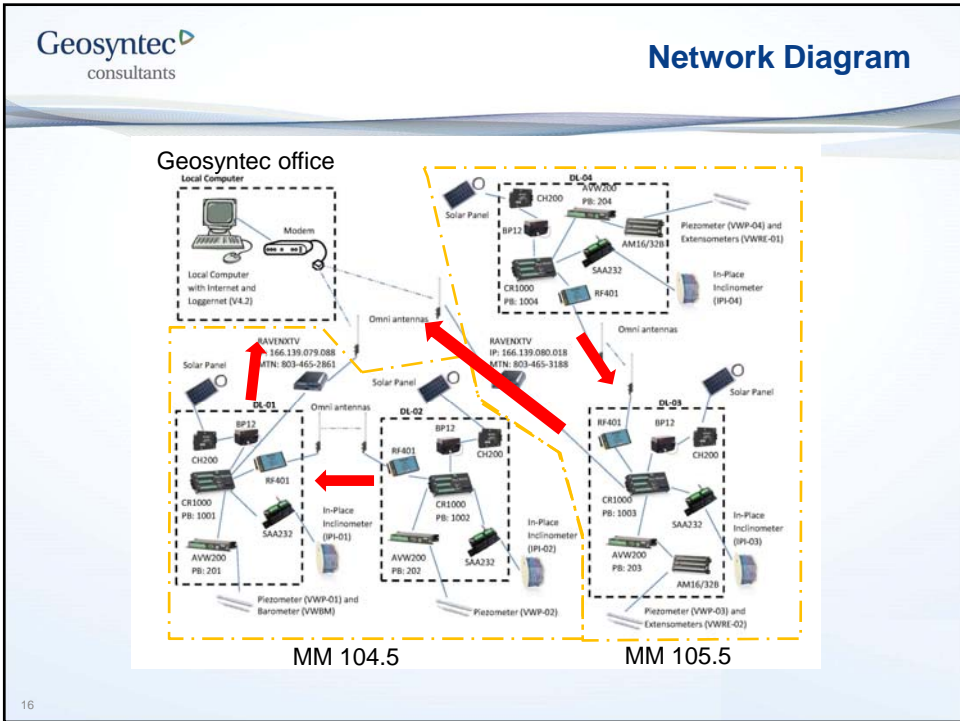 Geosyntec
consultants
Network Diagram
Geosyntec office
Local Computer
Modem
Local Computer
with Internet and
Loggernet (V4.2)
Omni antennas
RAVENXTV
: 166.139.079.088
MTN: 803-465-2861
RAVENXTV
IP: 166.139.080.018
MTN: 803-465-3188
DL-04
Solar Panel
CH200
BP12
AVW200
PB: 204
AM16/32B
SAA232
CR1000
PB: 1004
RF401
Piezometer (VWP-04) and
Extensometers (VWRE-01)
In-Place
Inclinometer
(IPI-04)
Omni antennas
Solar Panel
DL-01
BP12
CH200
RF401
CR1000
PB: 1001
SAA232
AVW200
PB: 201
In-Place
Inclinometer
(IPI-01)
Piezometer (VWP-01) and
Barometer (VWBM)
Omni antennas
Solar Panel
DL-02
BP12
RF401
CH200
CR1000
PB: 1002
AVW200
PB: 202
SAA232
In-Place
Inclinometer
(IPI-02)
Piezometer (VWP-02)
DL-03
Solar Panel
RF401
BP12
CH200
CR1000
PB: 1003
SAA232
AVW200
PB: 203
AM16/32B
In-Place
Inclinometer
(IPI-03)
Piezometer (VWP-03) and
Extensometers (VWRE-02)
MM 104.5
MM 105.5
16